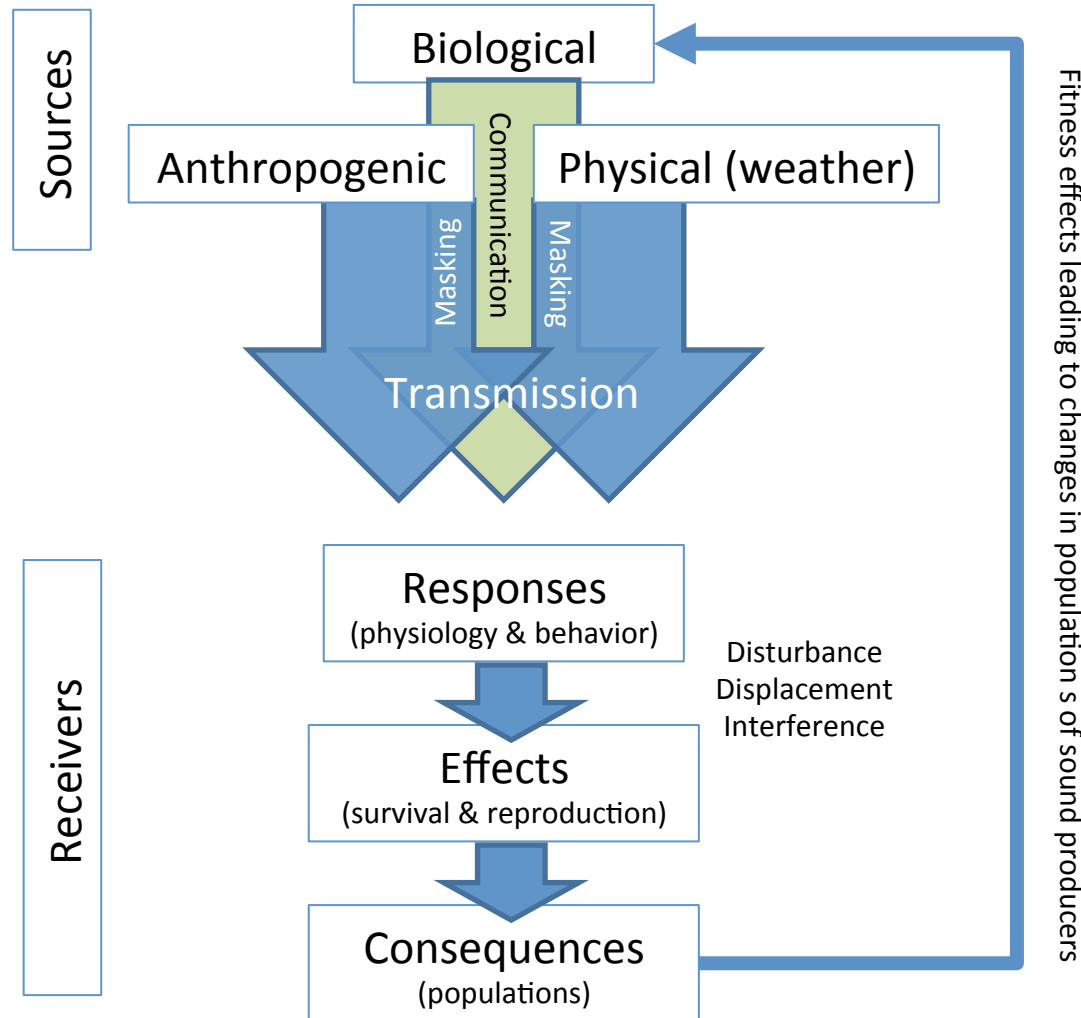 Sources
Biological
Anthropogenic
Communication
Physical (weather)
Masking
Masking
Transmission
Receivers
Responses
(physiology & behavior)
Disturbance
Displacement
Interference
Effects
(survival & reproduction)
Consequences
(populations)
Fitness effects leading to changes in population s of sound producers